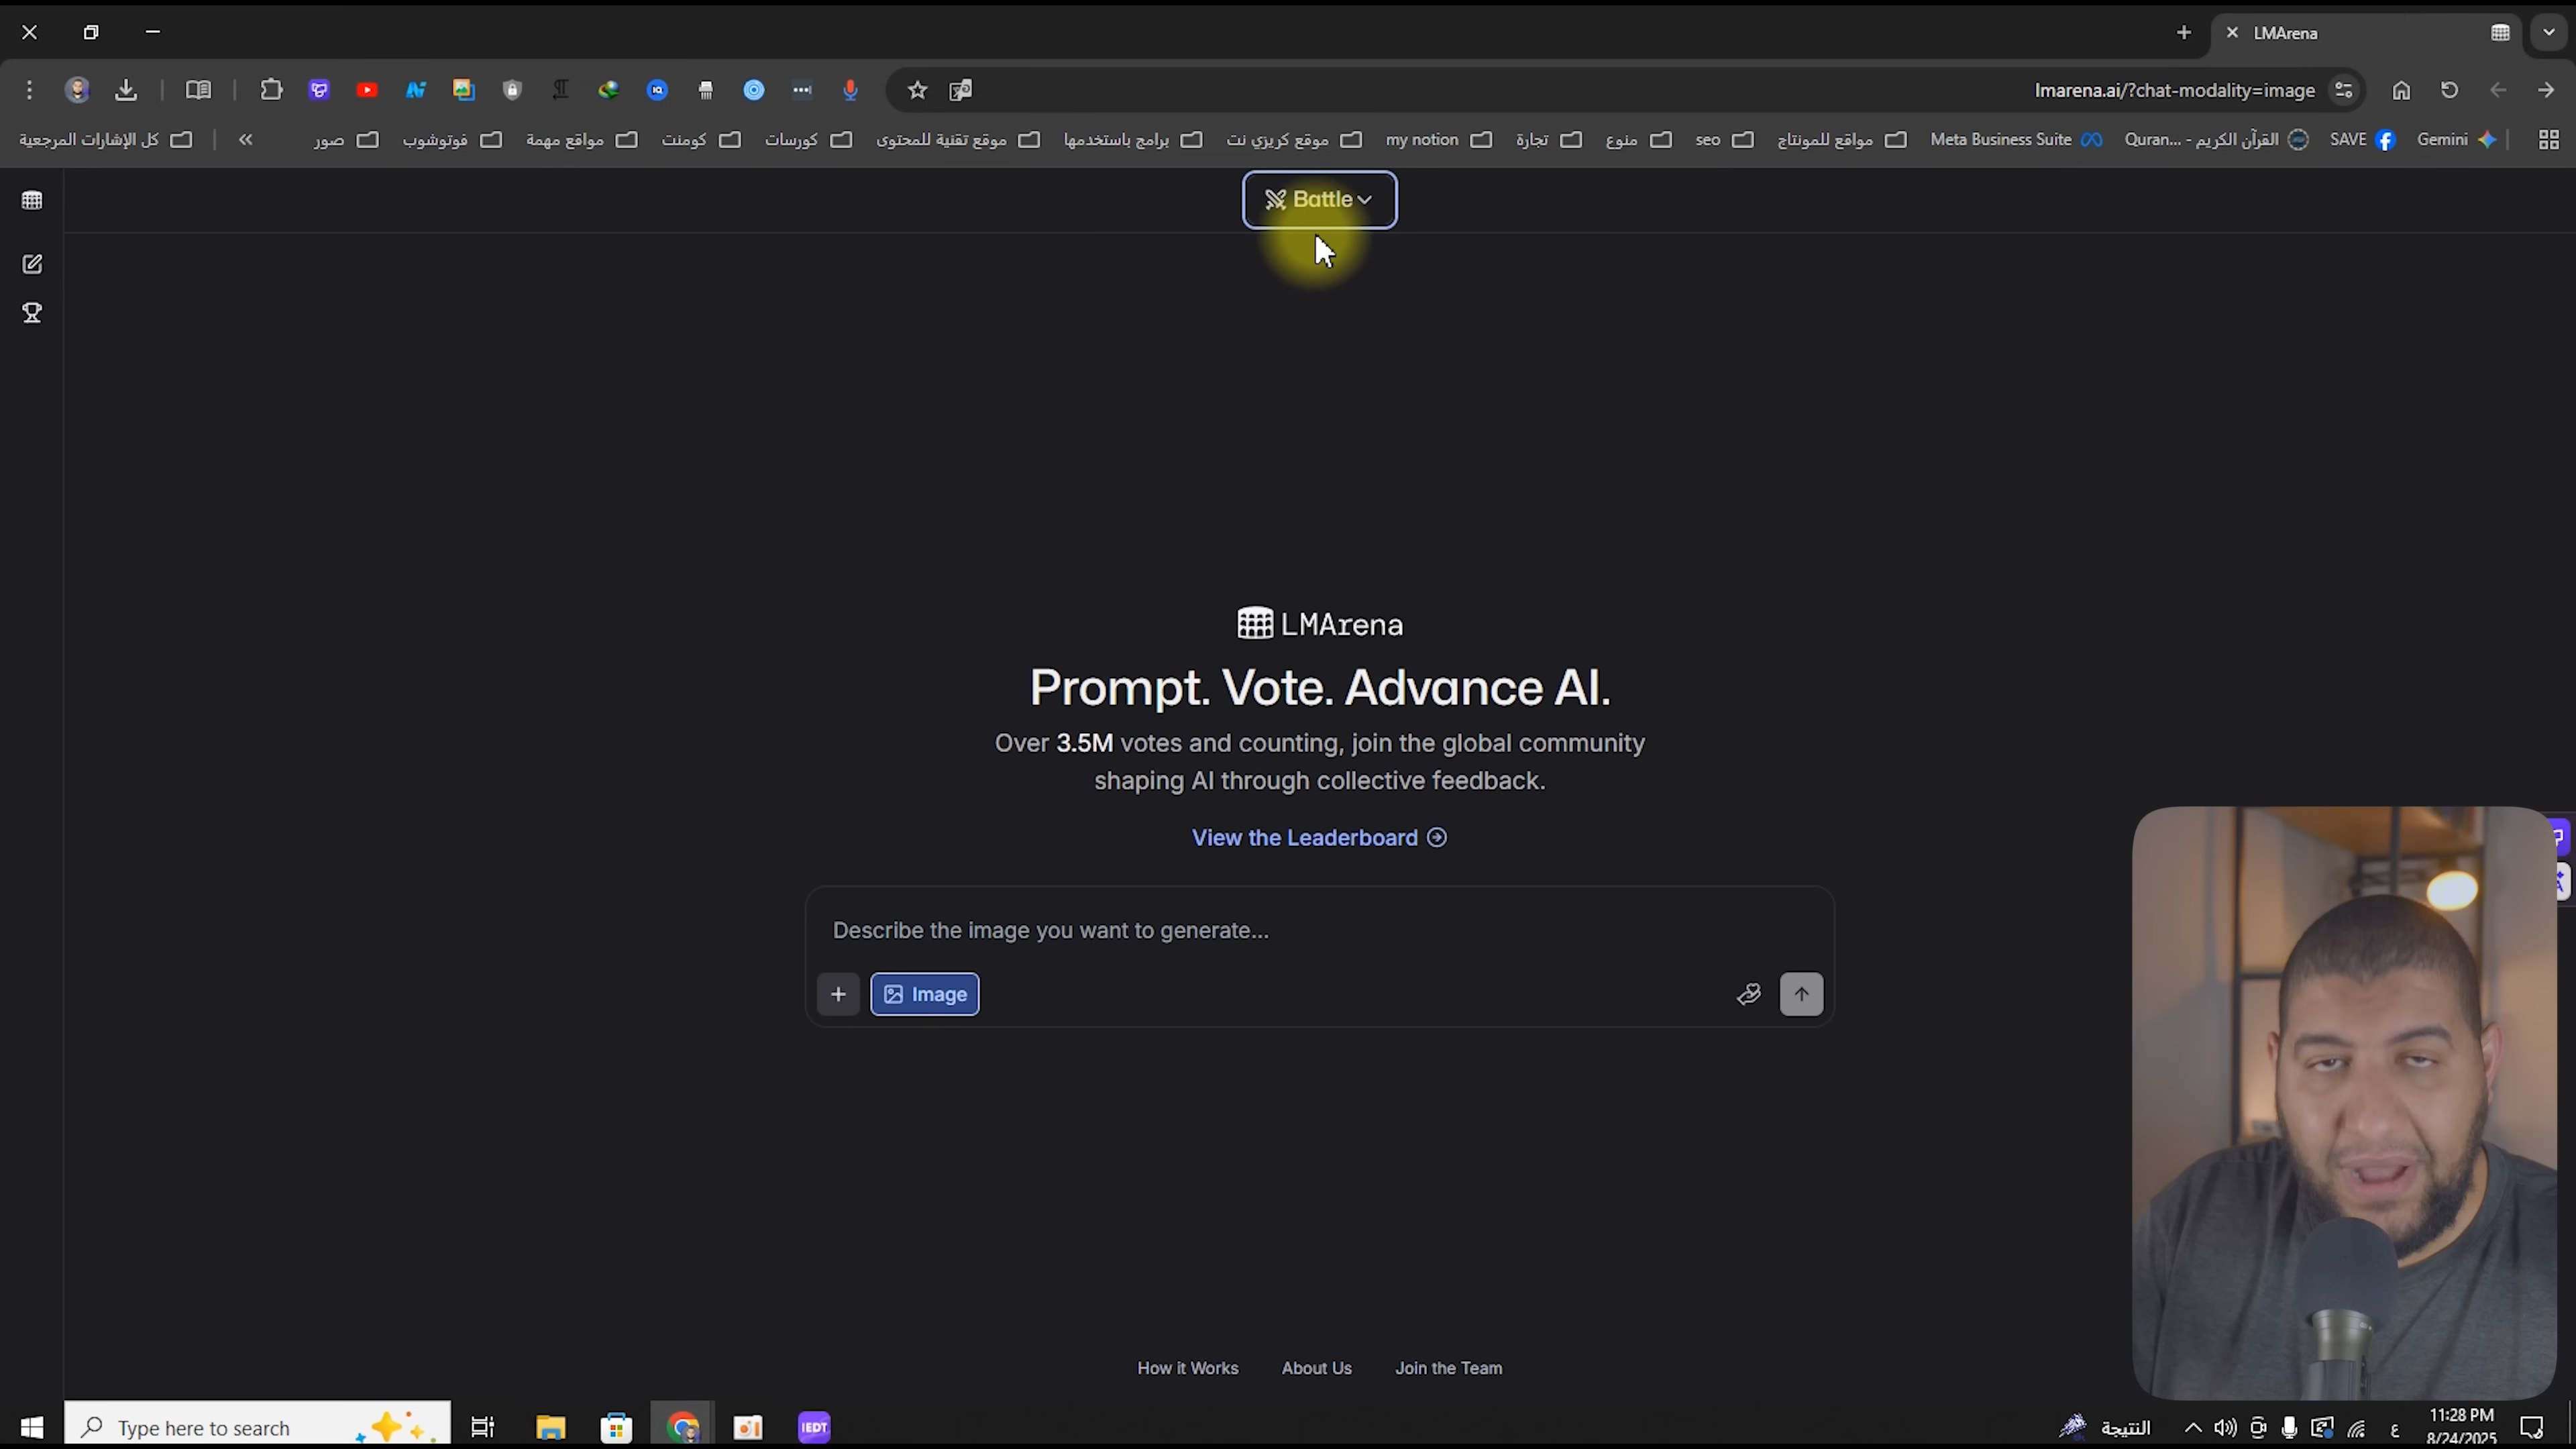 LMArena
lmarena.ai/?chat-modality=image
Gemini
SAVE
القرآن الكريم - ...Quran
Meta Business Suite
مواقع للمونتاج
seo
منوع
تجارة
my notion
موقع كريزي نت
برامج باستخدمها
موقع تقنية للمحتوى
كورسات
كومنت
مواقع مهمة
فوتوشوب
صور
»
كل الإشارات المرجعية
Battle
LMArena
Prompt. Vote. Advance AI.
Over 3.5M votes and counting, join the global community
shaping AI through collective feedback.
View the Leaderboard
Describe the image you want to generate...
Image
How it Works
About Us
Join the Team
Type here to search
IEDT
النتيجة
ع
11:28 PM
8/24/2025